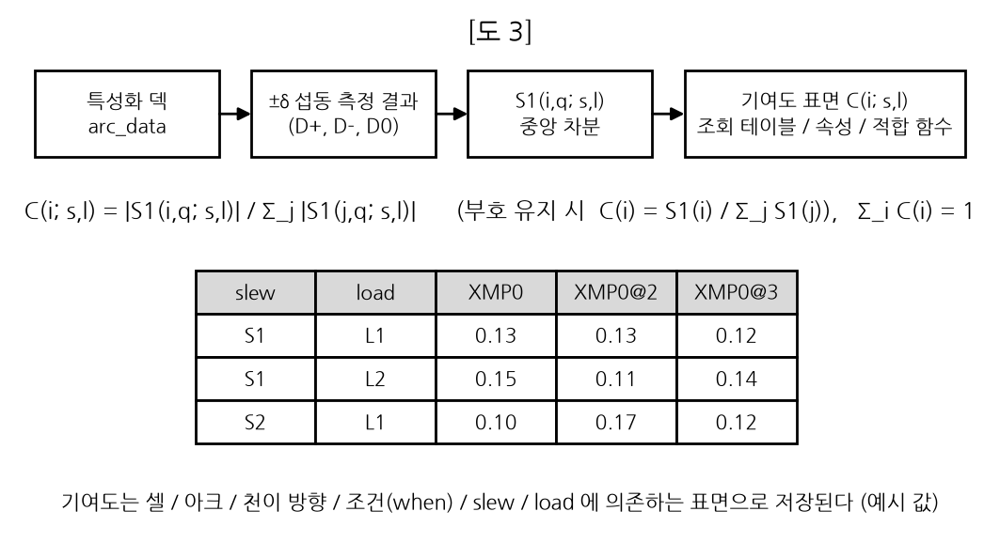 [도 3]
특성화 덱
arc_data
±δ 섭동 측정 결과
(D+, D-, D0)
S1(i,q; s,l)
중앙 차분
기여도 표면 C(i; s,l)
조회 테이블 / 속성 / 적합 함수
C(i; s,l) = |S1(i,q; s,l)| / Σ_j |S1(j,q; s,l)| (부호 유지 시 C(i) = S1(i) / Σ_j S1(j)), Σ_i C(i) = 1
slew load XMP0 XMP0@2 XMP0@3
S1 L1 0.13 0.13 0.12
S1 L2 0.15 0.11 0.14
S2 L1 0.10 0.17 0.12
기여도는 셀 / 아크 / 천이 방향 / 조건(when) / slew / load 에 의존하는 표면으로 저장된다 (예시 값)